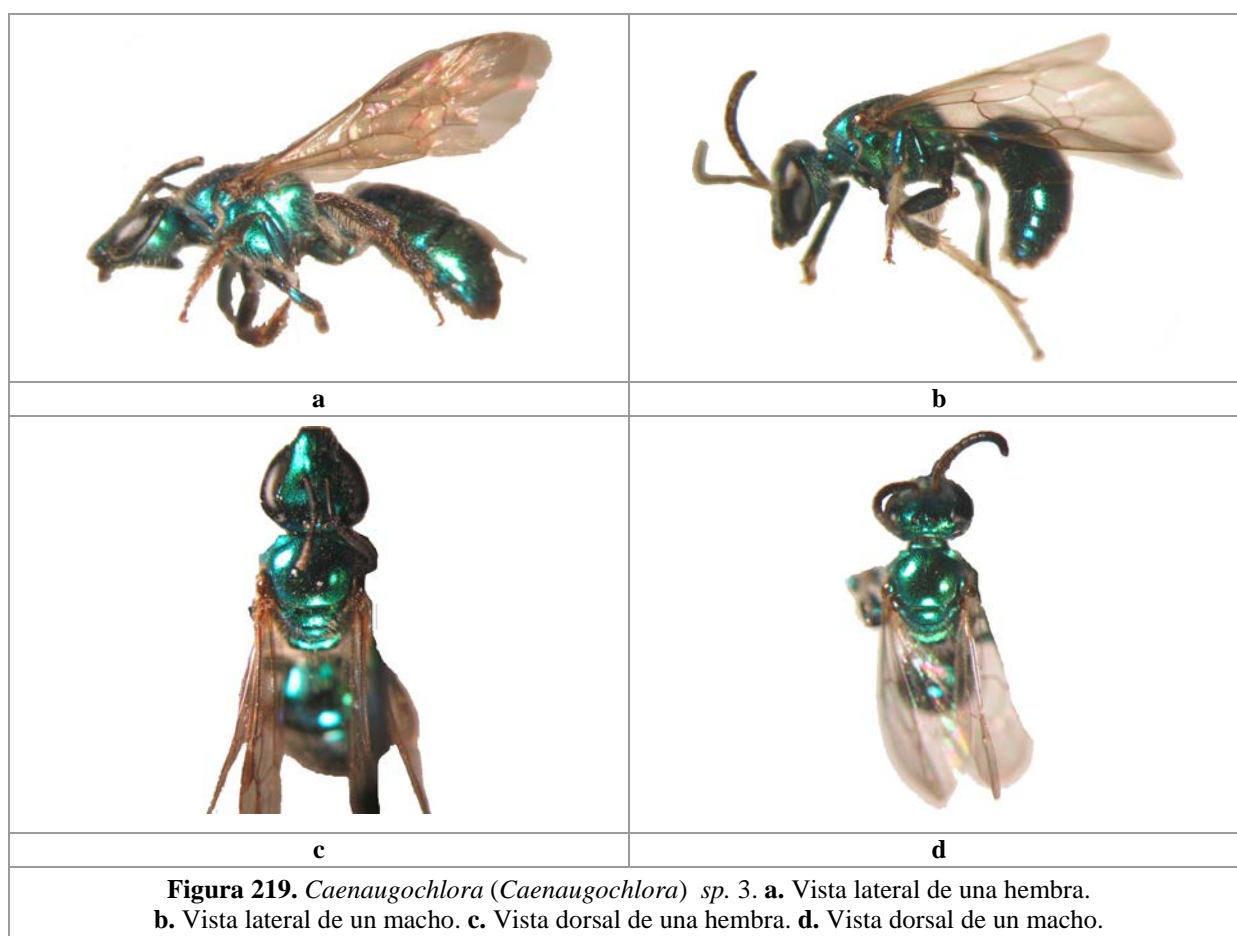 a
b
c
d
Figura 219. Caenaugochlora (Caenaugochlora) sp. 3. a. Vista lateral de una hembra.
b. Vista lateral de un macho. c. Vista dorsal de una hembra. d. Vista dorsal de un macho.